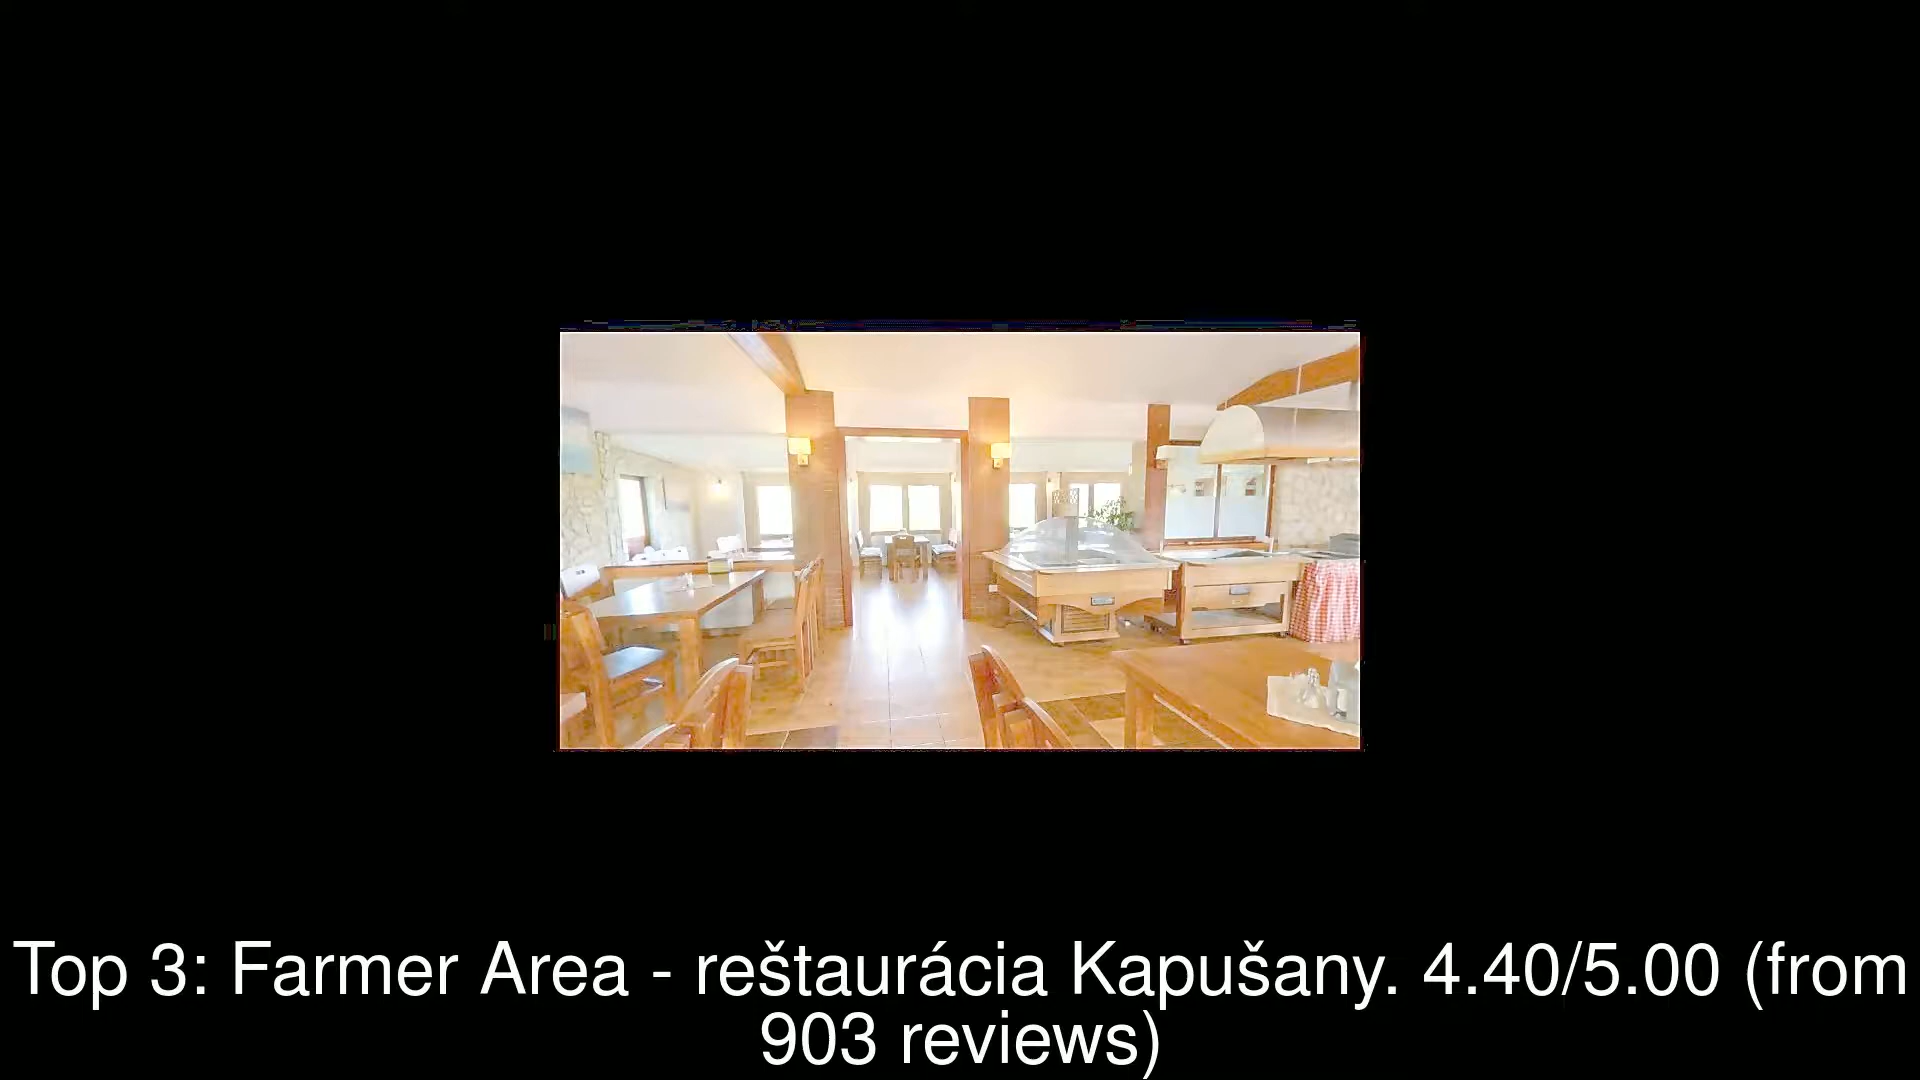 Top 3: Farmer Area - reštaurácia Kapušany. 4.40/5.00 (from
903 reviews)